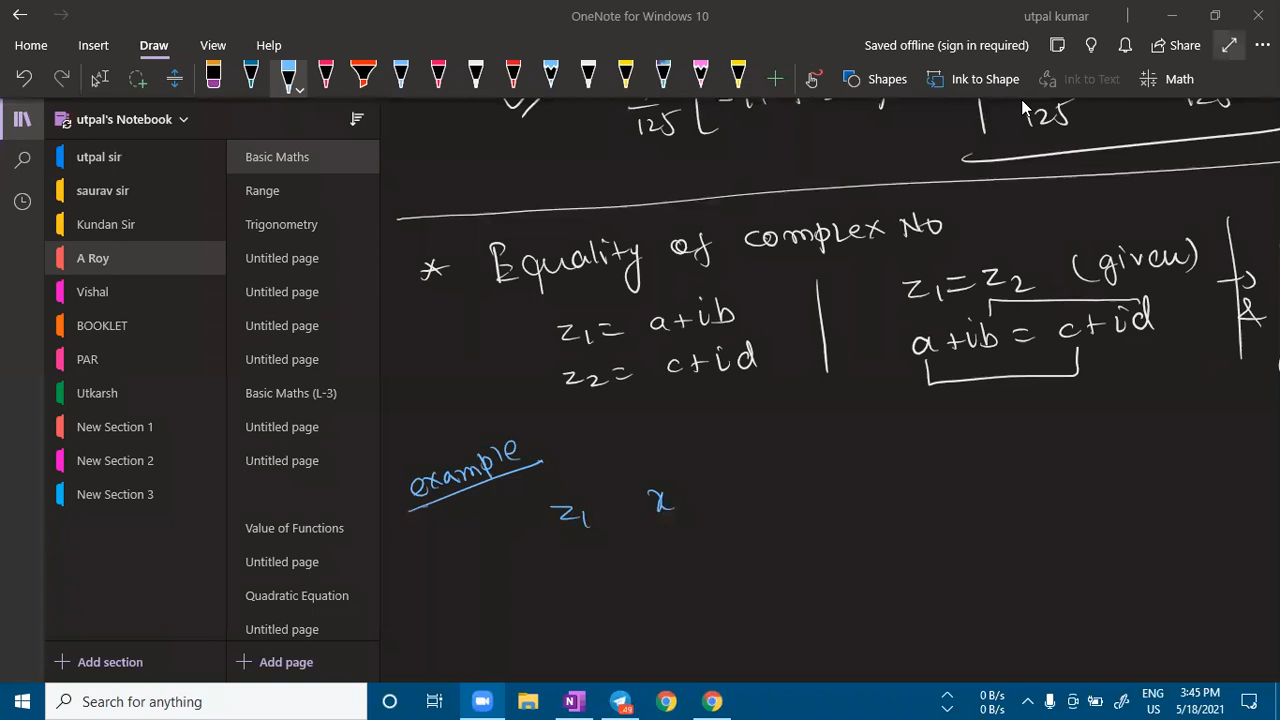 OneNote for Windows 10
utpal kumar
Home Insert Draw View Help
Saved offline (sign in required)
Share
Shapes
Ink to Shape
Ink to Text
Math
utpal's Notebook
utpal sir
saurav sir
Kundan Sir
A Roy
Vishal
BOOKLET
PAR
Utkarsh
New Section 1
New Section 2
New Section 3
Add section
Basic Maths
Range
Trigonometry
Untitled page
Untitled page
Untitled page
Untitled page
Basic Maths (L-3)
Untitled page
Untitled page
Value of Functions
Untitled page
Quadratic Equation
Untitled page
Add page
125
125
* Equality of complex No
z₁ = a+ib
z₂ = c+id
z₁ = z₂ (given)
a+ib = c+id
&
example
z₁ x
Search for anything
49
0 B/s
0 B/s
ENG
US
3:45 PM
5/18/2021